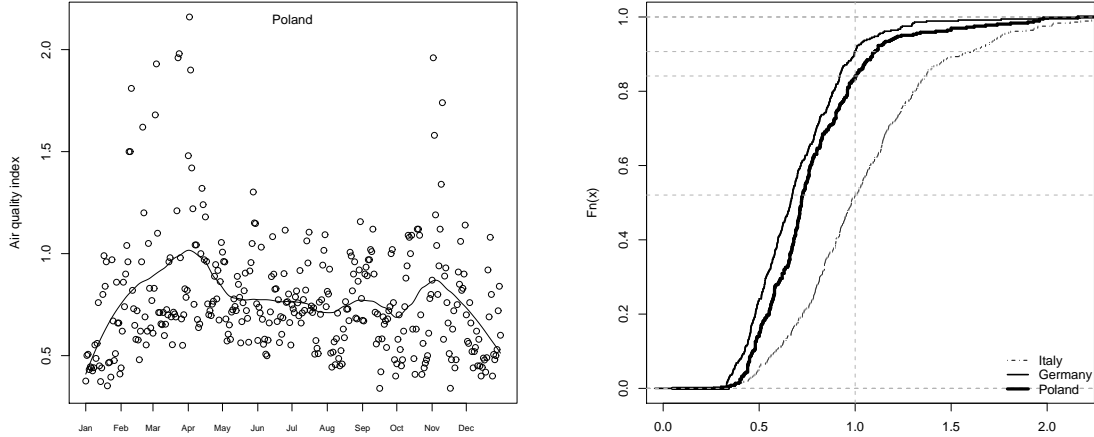 Poland
Air quality index
2.0
1.5
1.0
0.5
Jan Feb Mar Apr May Jun Jul Aug Sep Oct Nov Dec
Fn(x)
1.0
0.8
0.6
0.4
0.2
0.0
Italy
Germany
Poland
0.0 0.5 1.0 1.5 2.0